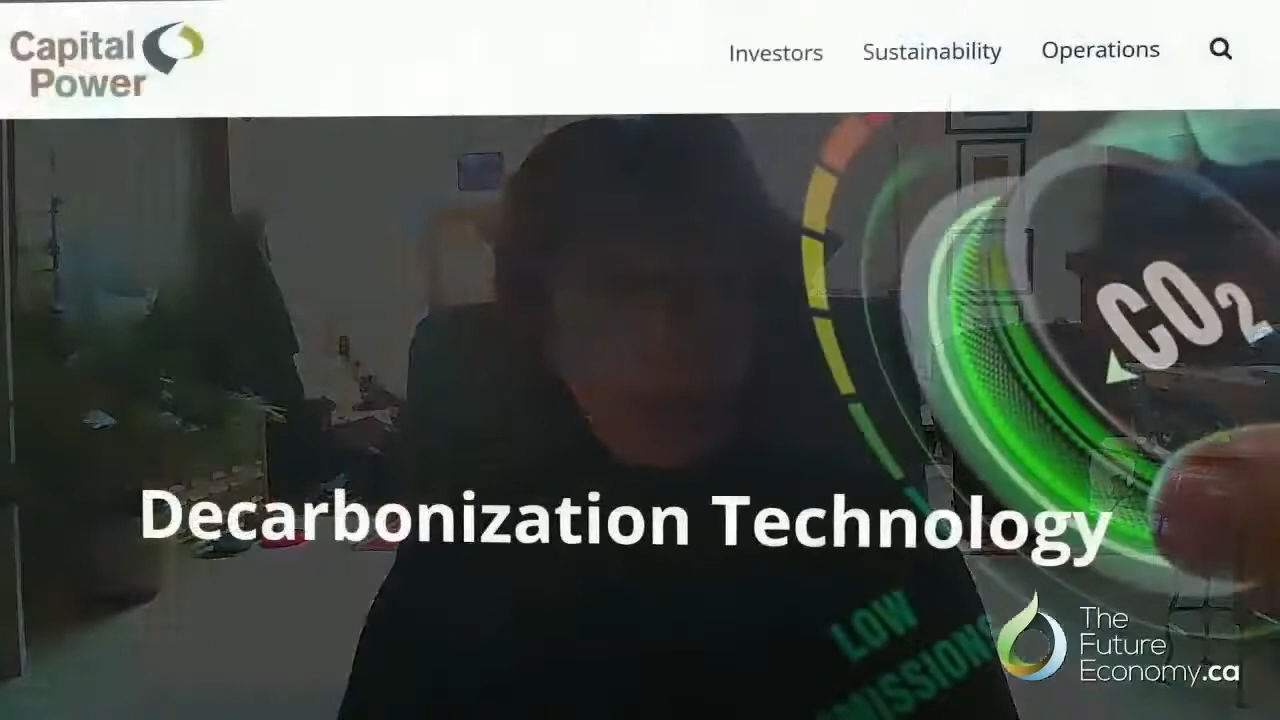 Capital
Power
Investors
Sustainability
Operations
CO2
Decarbonization Technology
LOW
The
Future
Economy.ca